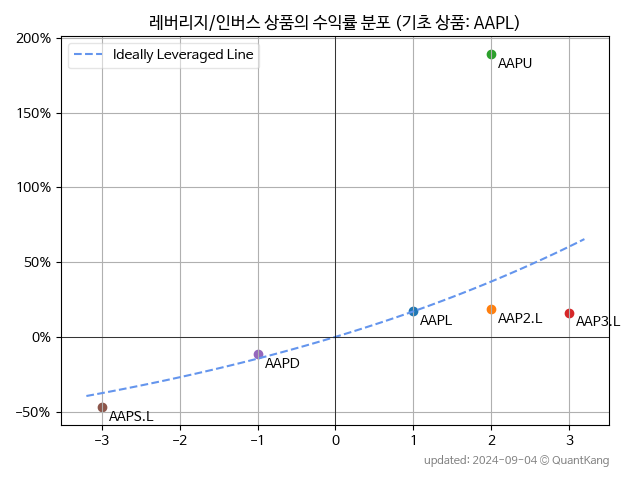 레버리지/인버스 상품의 수익률 분포 (기초 상품: AAPL)
200%
Ideally Leveraged Line
AAPU
150%
100%
50%
AAPL
AAP2.L
AAP3.L
0%
AAPD
−50%
AAPS.L
−3 −2 −1 0 1 2 3
updated: 2024-09-04 © QuantKang